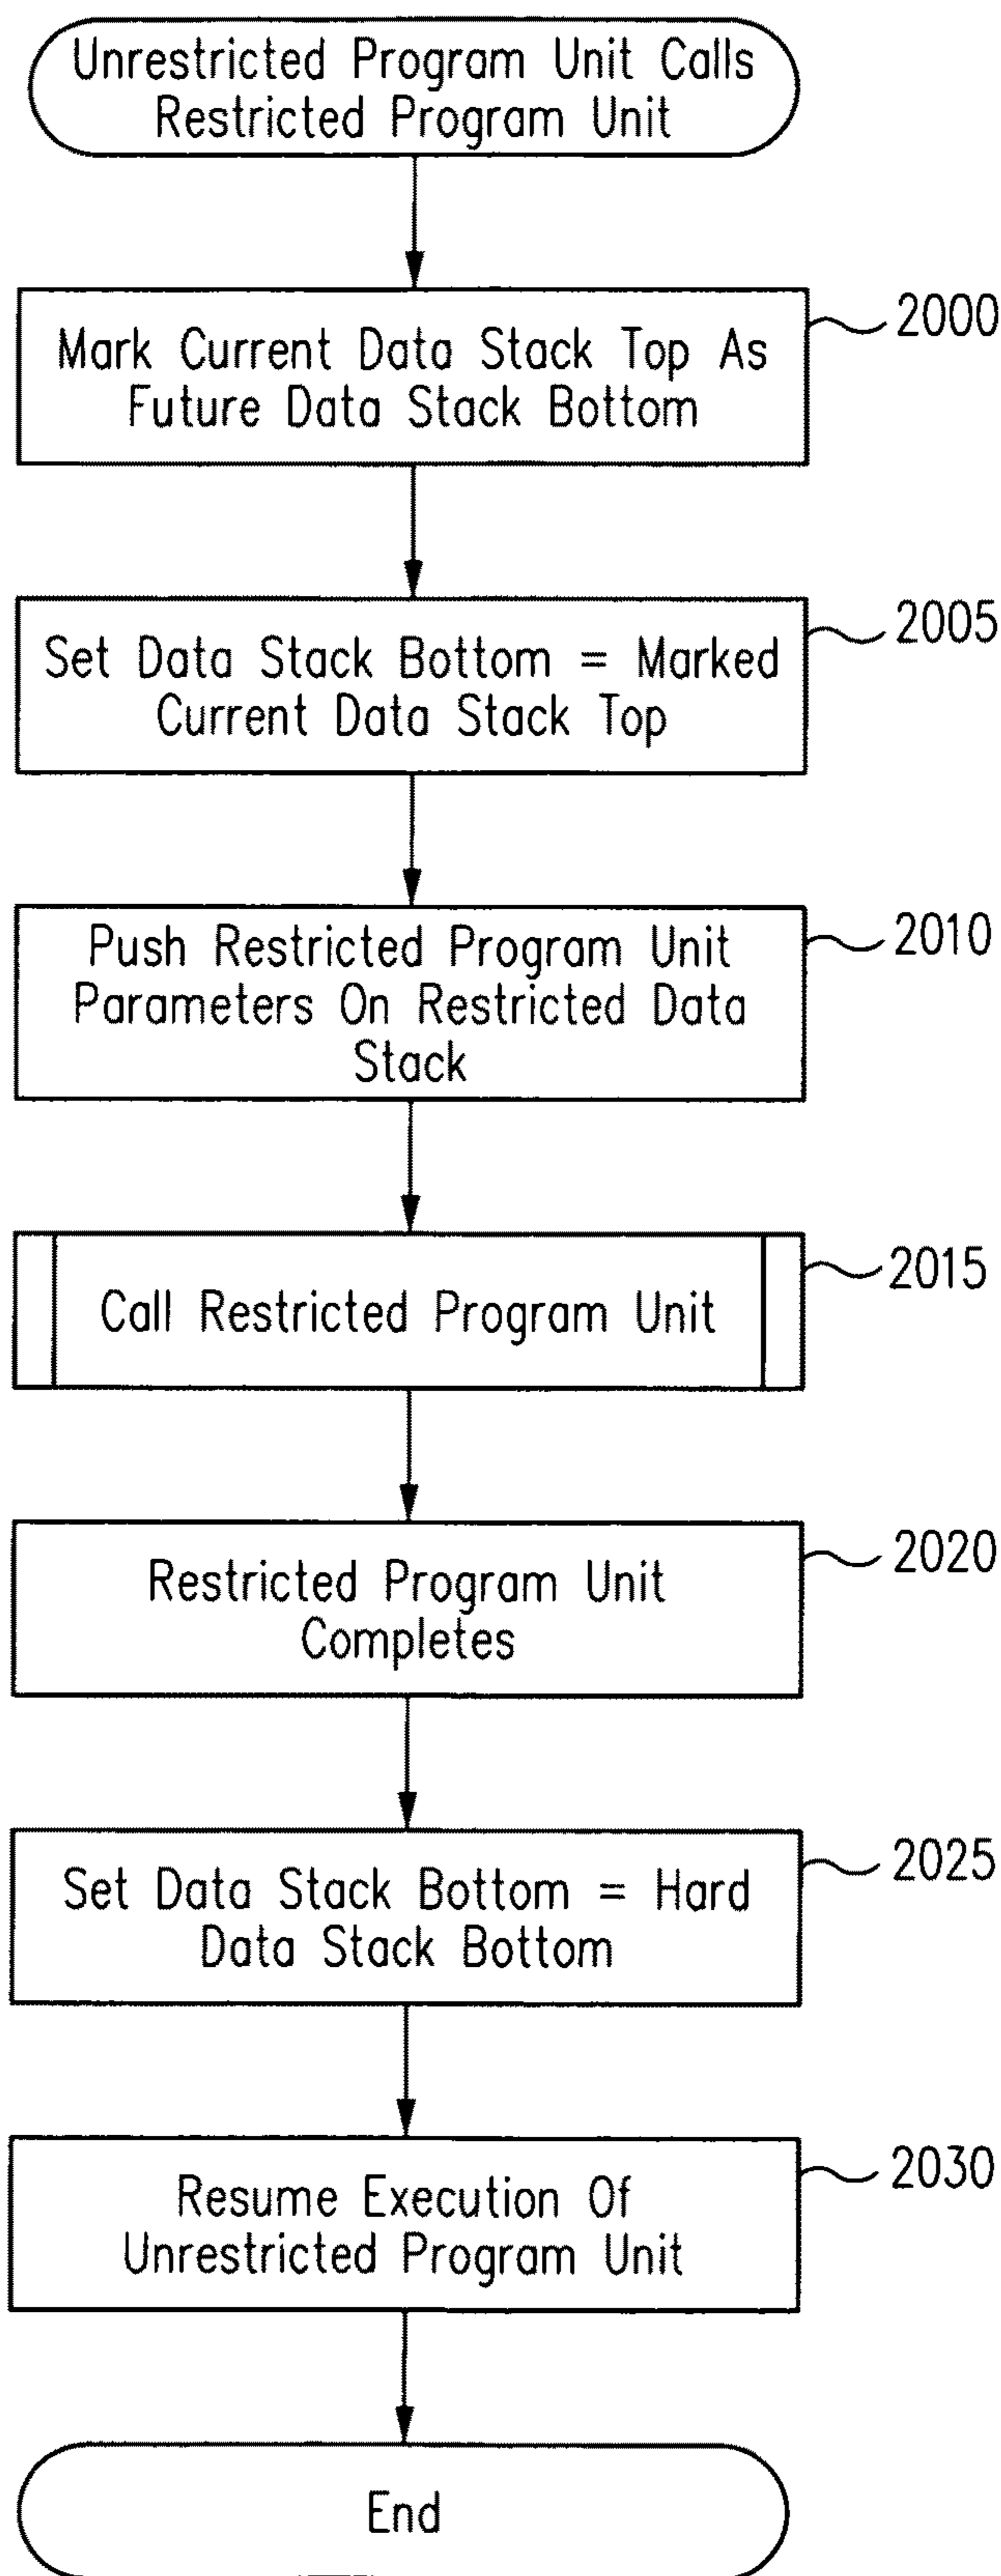 Unrestricted Program Unit Calls
Restricted Program Unit
2000
Mark Current Data Stack Top As
Future Data Stack Bottom
2005
Set Data Stack Bottom = Marked
Current Data Stack Top
2010
Push Restricted Program Unit
Parameters On Restricted Data
Stack
2015
Call Restricted Program Unit
2020
Restricted Program Unit
Completes
2025
Set Data Stack Bottom = Hard
Data Stack Bottom
2030
Resume Execution Of
Unrestricted Program Unit
End